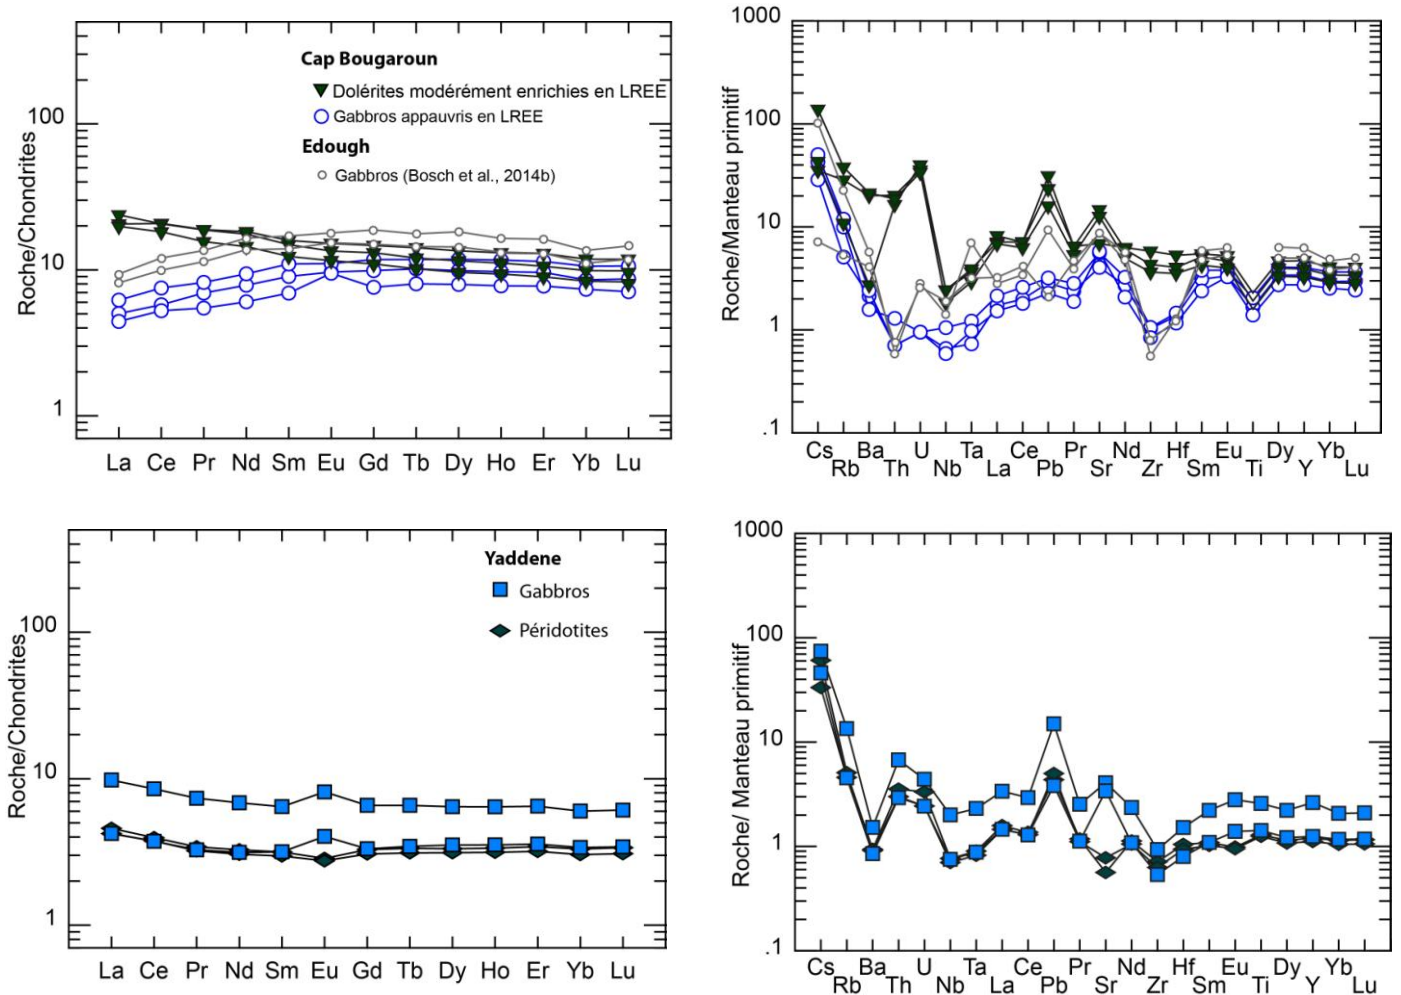 Roche/Chondrites
100
10
1
Cap Bougaroun
Dolérites modérément enrichies en LREE
Gabbros appauvris en LREE
Edough
Gabbros (Bosch et al., 2014b)
La Ce Pr Nd Sm Eu Gd Tb Dy Ho Er Yb Lu
Roche/Manteau primitif
1000
100
10
1
.1
Cs Ba U Ta Ce Pr Nd Hf Eu Dy Yb
Rb Th Nb La Pb Sr Zr Sm Ti Y Lu
Roche/Chondrites
100
10
1
Yaddene
Gabbros
Péridotites
La Ce Pr Nd Sm Eu Gd Tb Dy Ho Er Yb Lu
Roche/ Manteau primitif
1000
100
10
1
.1
Cs Ba U Ta Ce Pr Nd Hf Eu Dy Yb
Rb Th Nb La Pb Sr Zr Sm Ti Y Lu